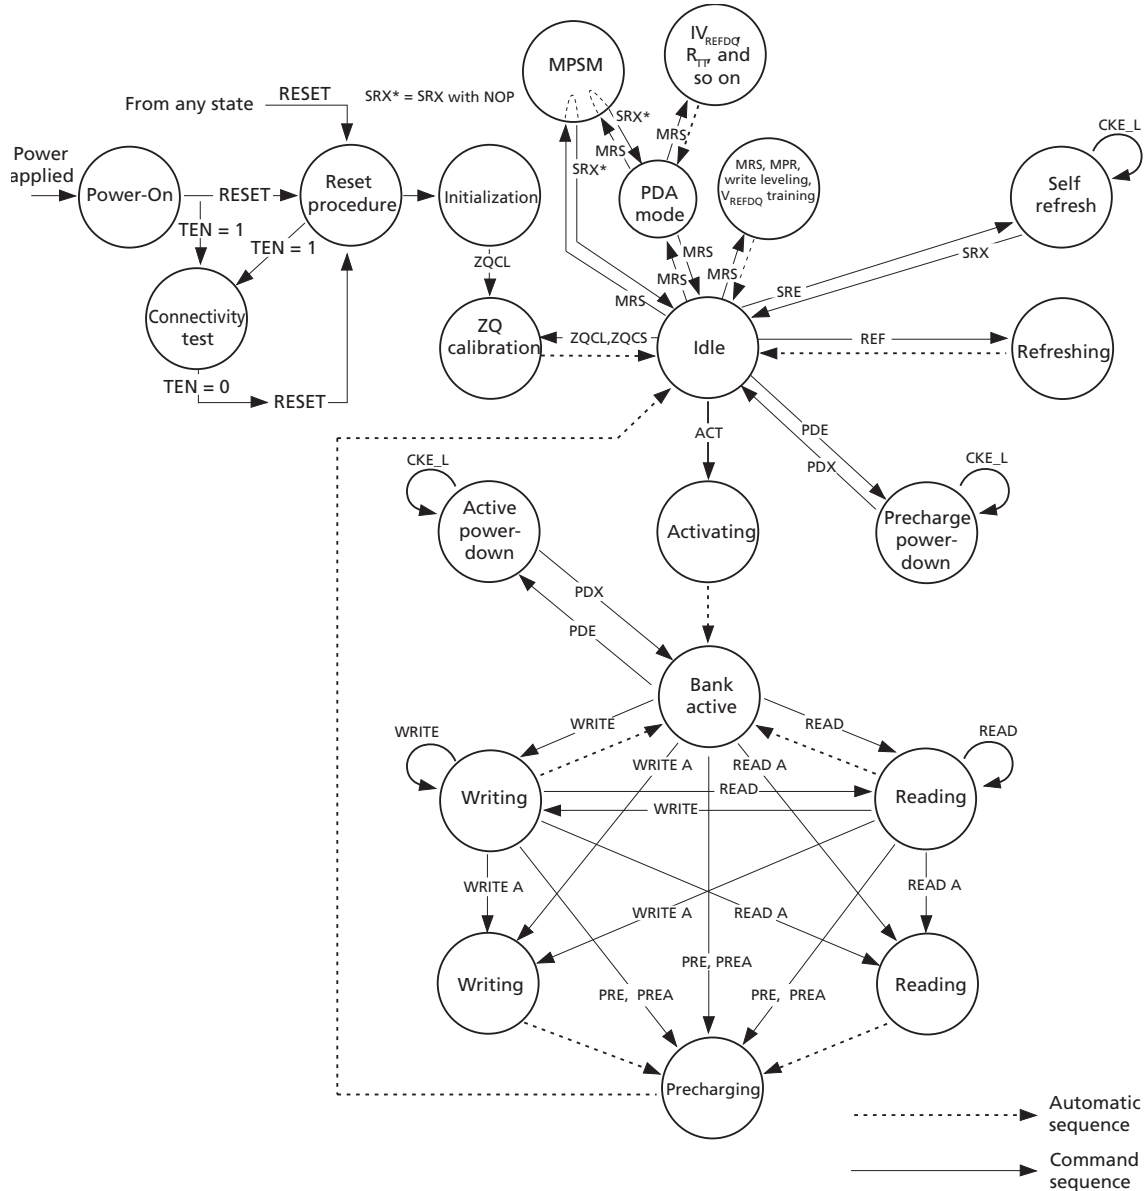 IVREFDQ,
RTT, and
so on
MPSM
SRX* = SRX with NOP
RESET
From any state
SRX*
MRS
MRS
SRX*
Power
applied
Power-On
RESET
Reset
procedure
Initialization
PDA
mode
MRS, MPR,
write leveling,
VREFDQ training
CKE_L
Self
refresh
TEN = 1
TEN = 1
MRS
MRS
MRS
SRX
SRE
ZQCL
MRS
Connectivity
test
ZQ
calibration
ZQCL,ZQCS
Idle
REF
Refreshing
TEN = 0
RESET
ACT
PDE
PDX
CKE_L
CKE_L
Active
power-
down
Activating
Precharge
power-
down
PDX
PDE
Bank
active
WRITE
READ
WRITE
READ
WRITE A
READ A
Writing
READ
WRITE
Reading
WRITE A
READ A
WRITE A
READ A
PRE, PREA
Writing
Reading
PRE, PREA
PRE, PREA
Precharging
Automatic
sequence
Command
sequence